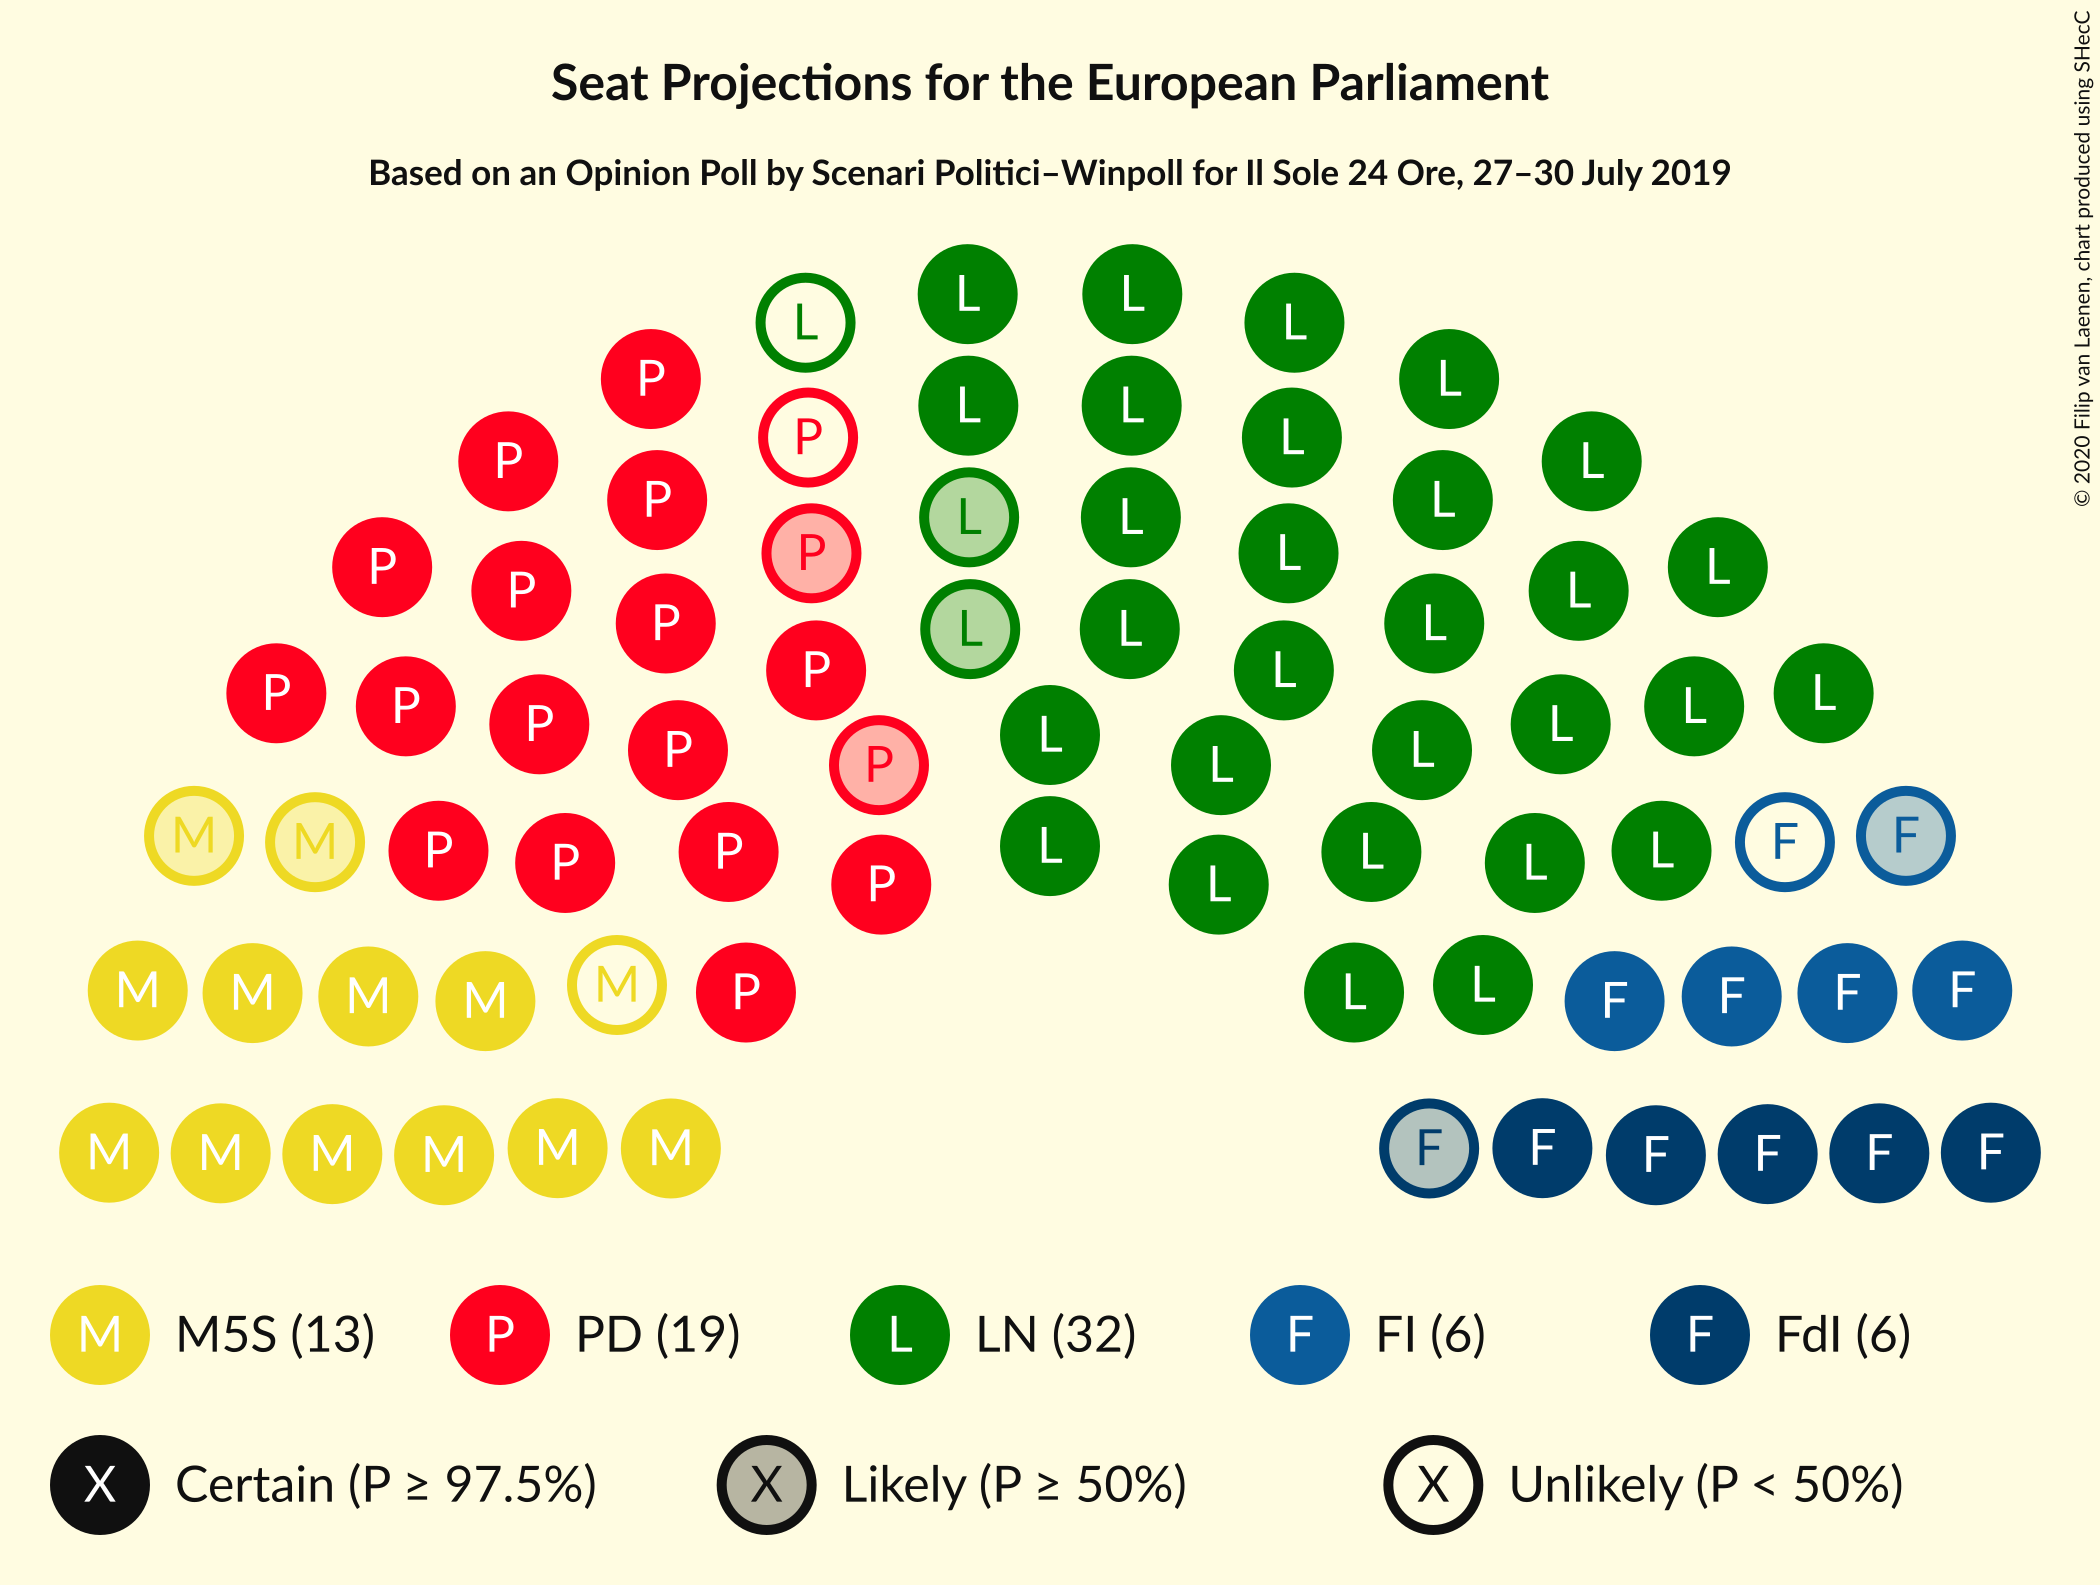 Seat Projections for the European Parliament
Based on an Opinion Poll by Scenari Politici–Winpoll for Il Sole 24 Ore, 27–30 July 2019
© 2020 Filip van Laenen, chart produced using SHecC
L L L L
P L
P L L L P L
P P L L L L
P L L L P L
P P L L L L
P L L P L
P P P L L L
P L P L
L L
M M P P P L L L L F F
P L
M M M M M P L L F F F F
M M M M M M F F F F F F
M M5S (13) P PD (19) L LN (32) F FI (6) F FdI (6)
X Certain (P ≥ 97.5%) X Likely (P ≥ 50%) X Unlikely (P < 50%)